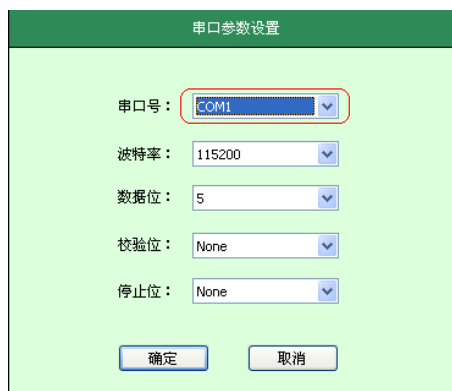 串口参数设置
串口号： COM1
波特率： 115200
数据位： 5
校验位： None
停止位： None
确定 取消